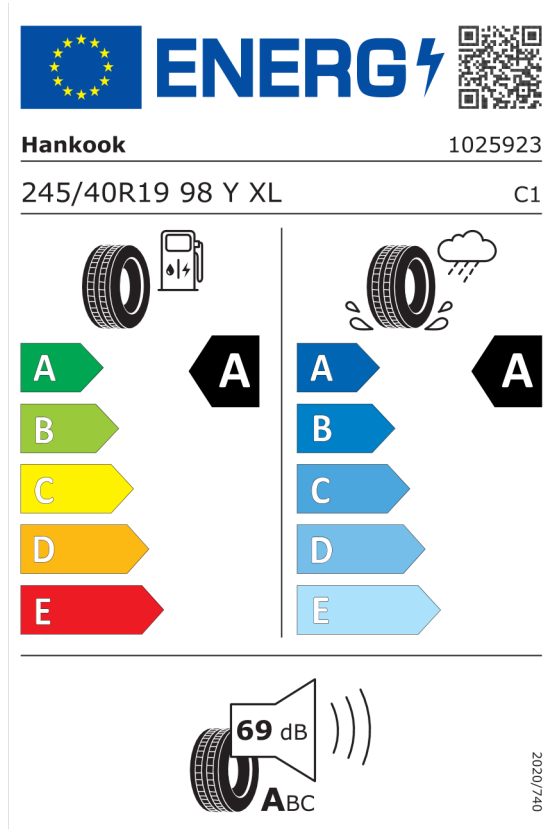 ENERG
Hankook 1025923
245/40R19 98 Y XL C1
A A
B
C
D
E
A A
B
C
D
E
69 dB
ABC
2020/740